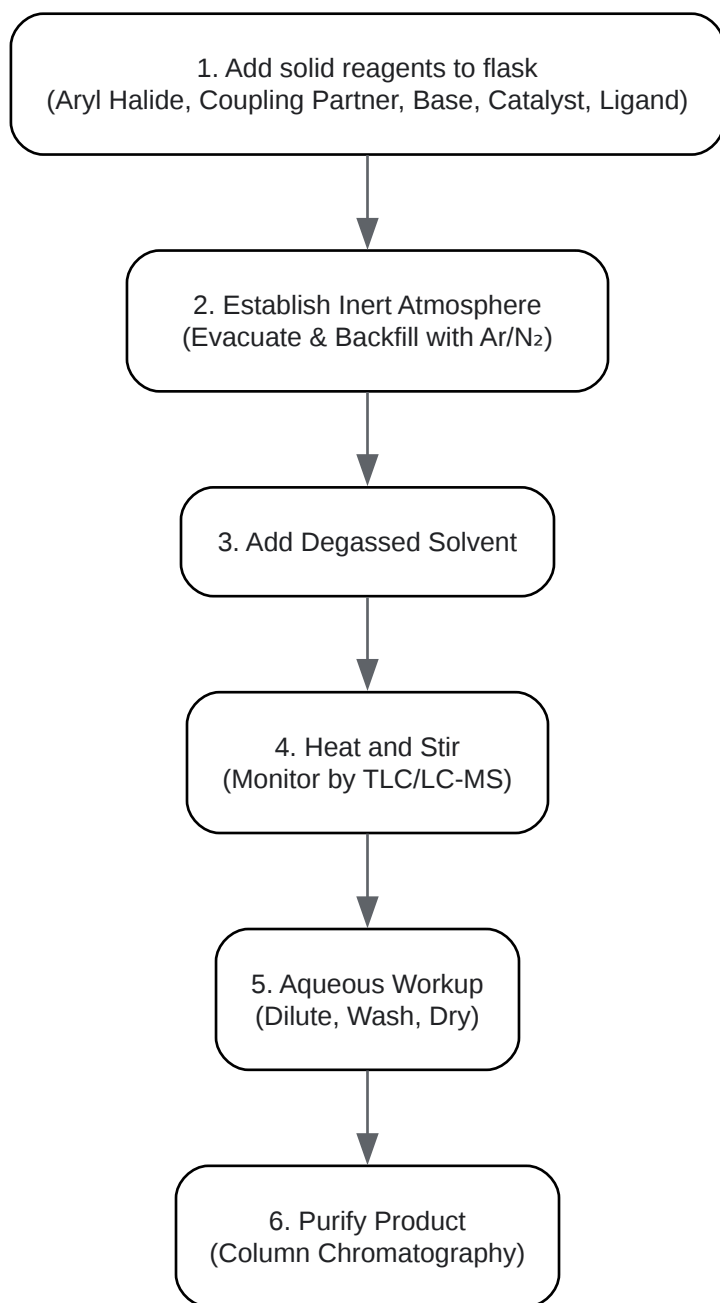 1. Add solid reagents to flask
(Aryl Halide, Coupling Partner, Base, Catalyst, Ligand)
2. Establish Inert Atmosphere
(Evacuate & Backfill with Ar/N₂)
3. Add Degassed Solvent
4. Heat and Stir
(Monitor by TLC/LC-MS)
5. Aqueous Workup
(Dilute, Wash, Dry)
6. Purify Product
(Column Chromatography)